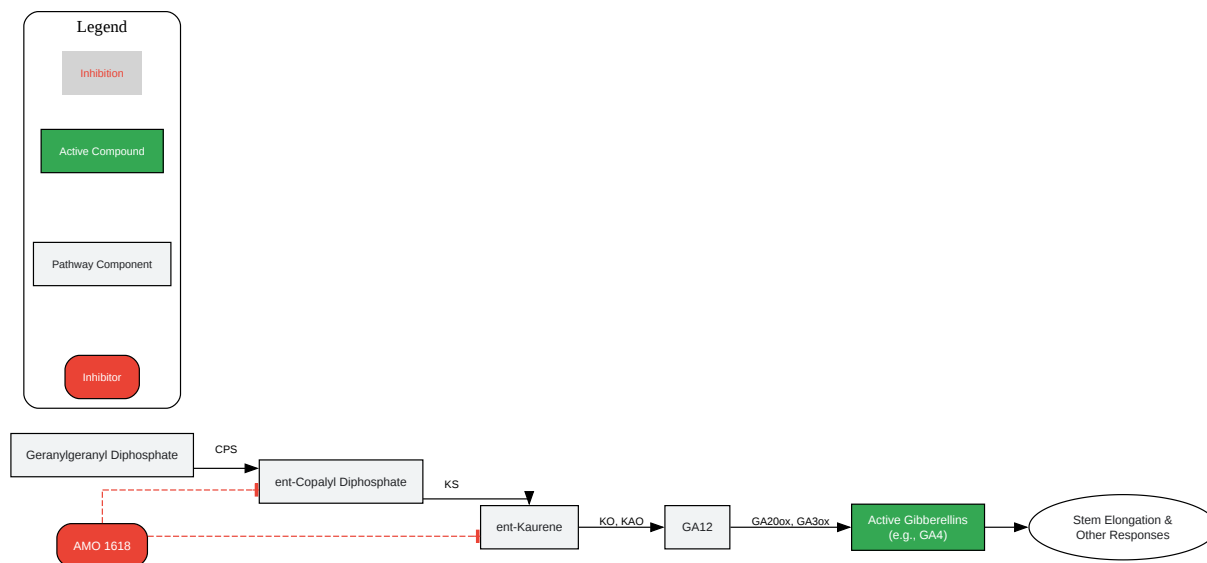 Legend
Inhibition
Active Compound
Pathway Component
Inhibitor
Geranylgeranyl Diphosphate
CPS
ent-Copalyl Diphosphate
KS
ent-Kaurene
KO, KAO
GA12
GA20ox, GA3ox
Active Gibberellins
(e.g., GA4)
Stem Elongation &
Other Responses
AMO 1618